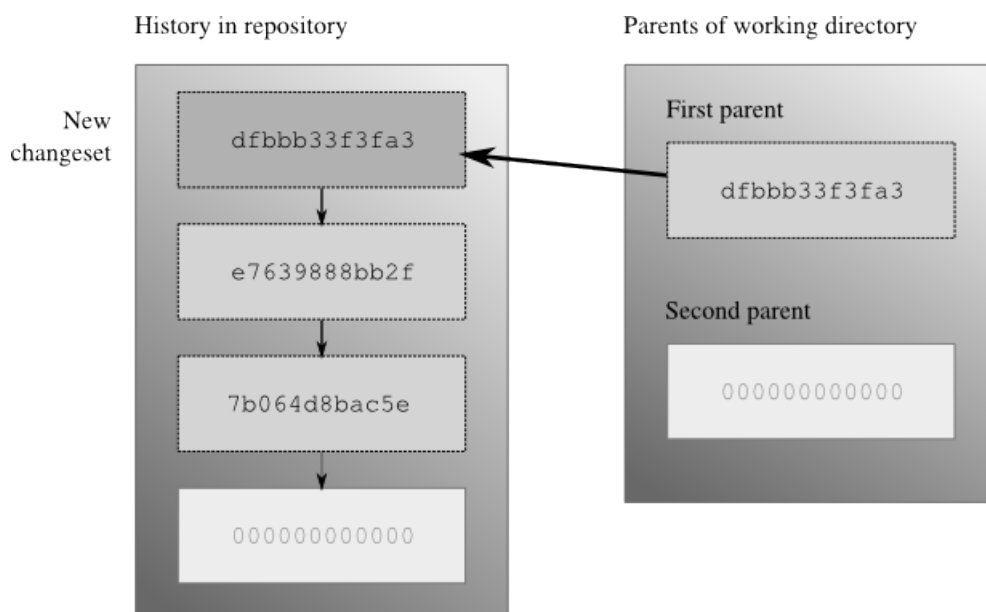 History in repository
New
changeset
dfbbb33f3fa3
e7639888bb2f
7b064d8bac5e
000000000000
Parents of working directory
First parent
dfbbb33f3fa3
Second parent
000000000000